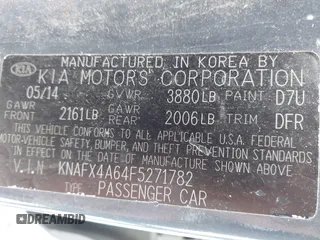 MANUFACTURED IN KOREA BY
KIA KIA MOTORS CORPORATION
05/14 GVWR 3880LB PAINT D7U
GAWR FRONT 2161LB GAWR REAR 2006LB TRIM DFR
THIS VEHICLE CONFORMS TO ALL APPLICABLE U.S.A FEDERAL
MOTOR VEHICLE SAFETY, BUMPER, AND THEFT PREVENTION
STANDARDS IN EFFECT ON THE DATE OF MANUFACTURE SHOWN ABOVE.
V.I.N KNAFX4A64F5271782
TYPE: PASSENGER CAR
DREAMBID